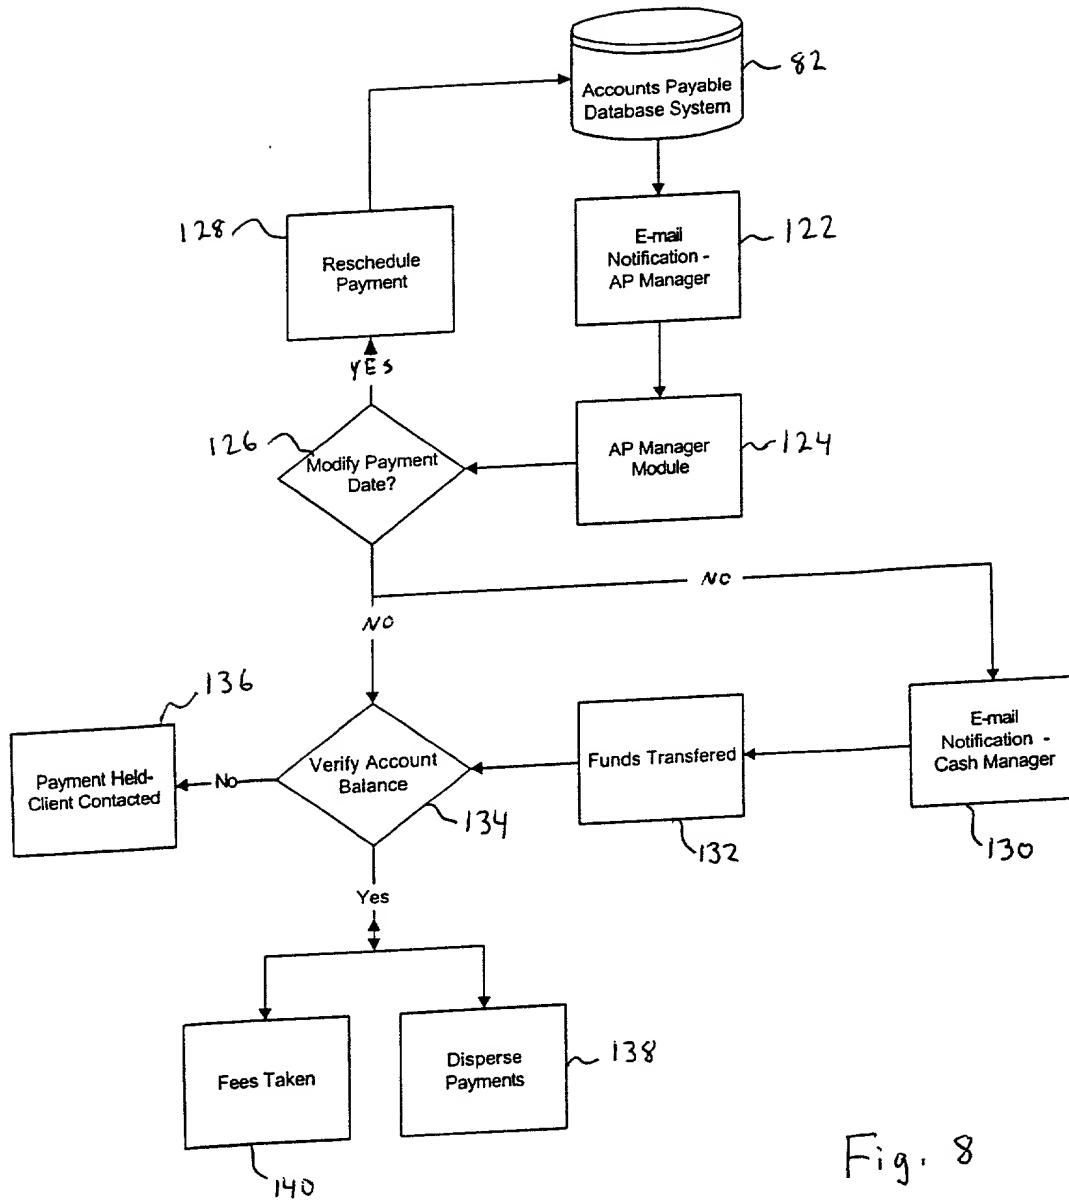 Accounts Payable
Database System
82
128
Reschedule
Payment
E-mail
Notification -
AP Manager
122
YES
126
Modify Payment
Date?
AP Manager
Module
124
NO
NO
136
Payment Held-
Client Contacted
No
Verify Account
Balance
134
Funds Transfered
132
E-mail
Notification -
Cash Manager
130
Yes
Fees Taken
140
Disperse
Payments
138
Fig. 8